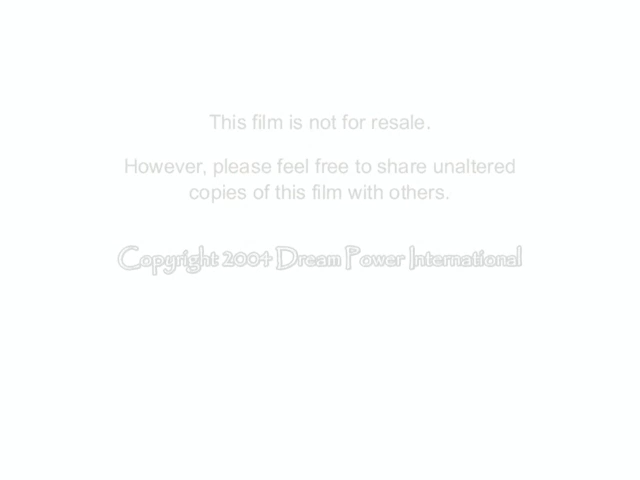 This film is not for resale.
However, please feel free to share unaltered
copies of this film with others.
Copyright 2004 Dream Power International